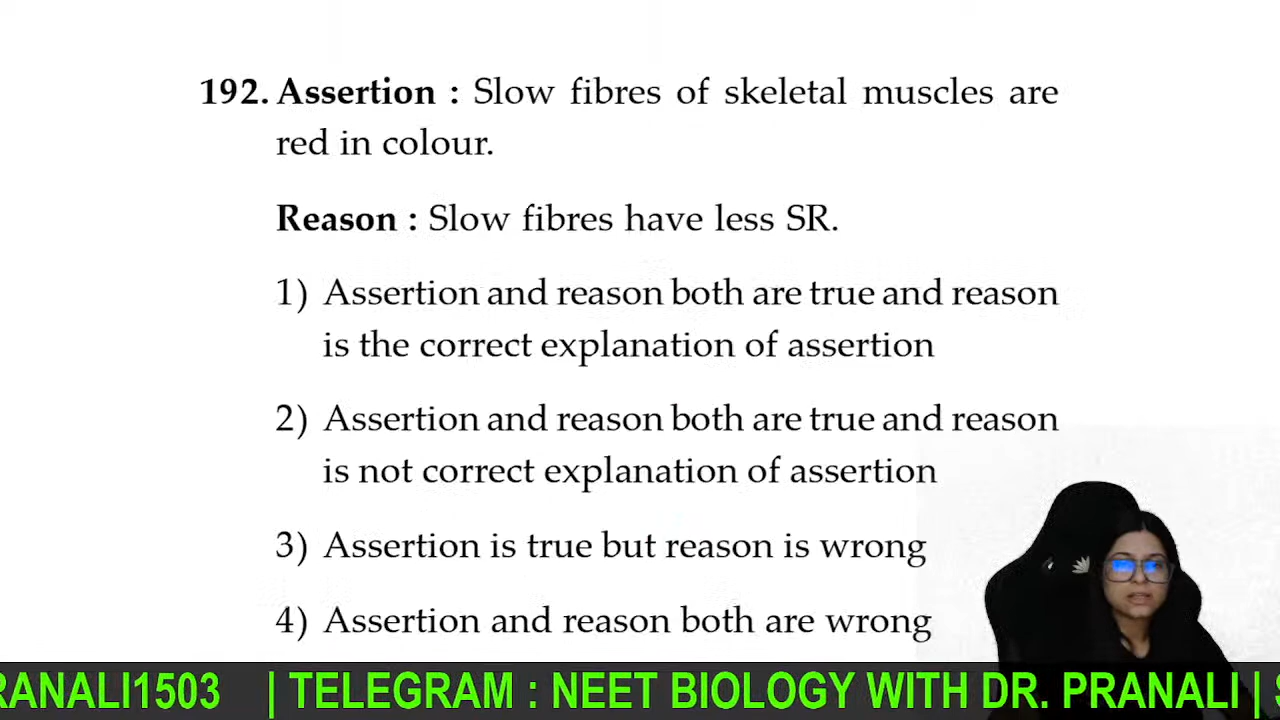 192. Assertion : Slow fibres of skeletal muscles are
red in colour.
Reason : Slow fibres have less SR.
1) Assertion and reason both are true and reason
is the correct explanation of assertion
2) Assertion and reason both are true and reason
is not correct explanation of assertion
3) Assertion is true but reason is wrong
4) Assertion and reason both are wrong
RANALI1503 | TELEGRAM : NEET BIOLOGY WITH DR. PRANALI |